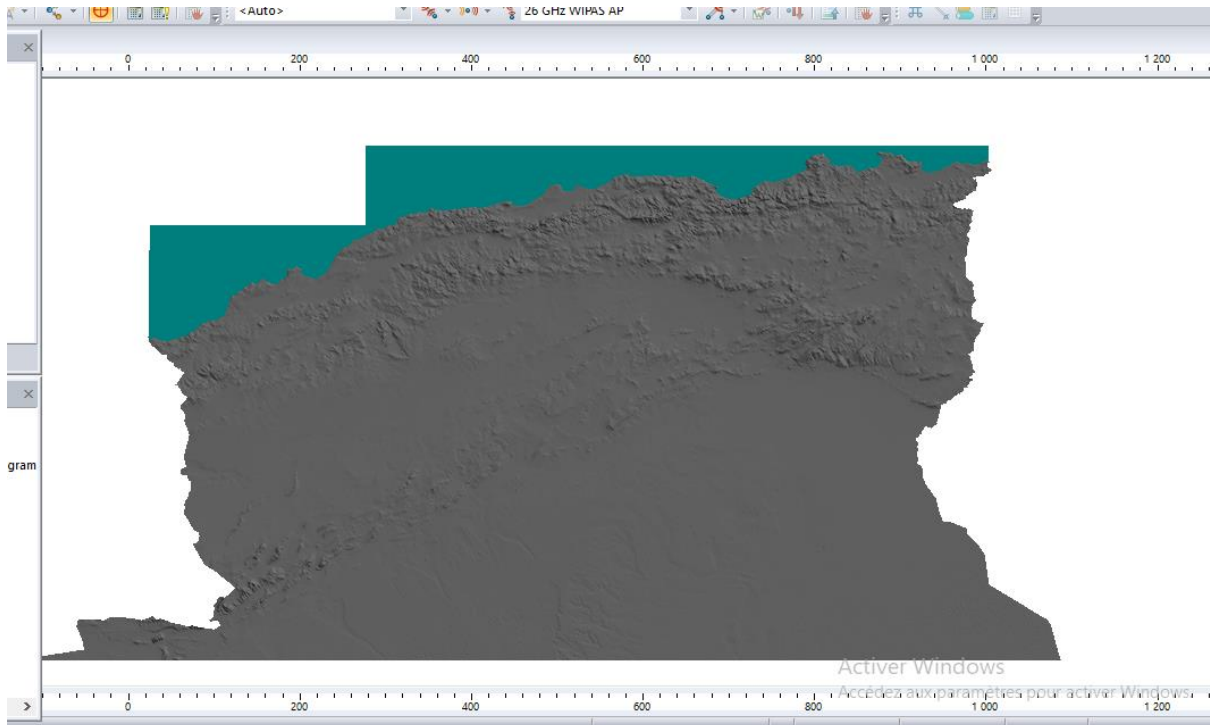 <Auto>
26 GHz WIPAS AP
0 200 400 600 800 1 000 1 200
gram
Activer Windows
Accédez aux paramètres pour activer Windows.
0 200 400 600 800 1 000 1 200